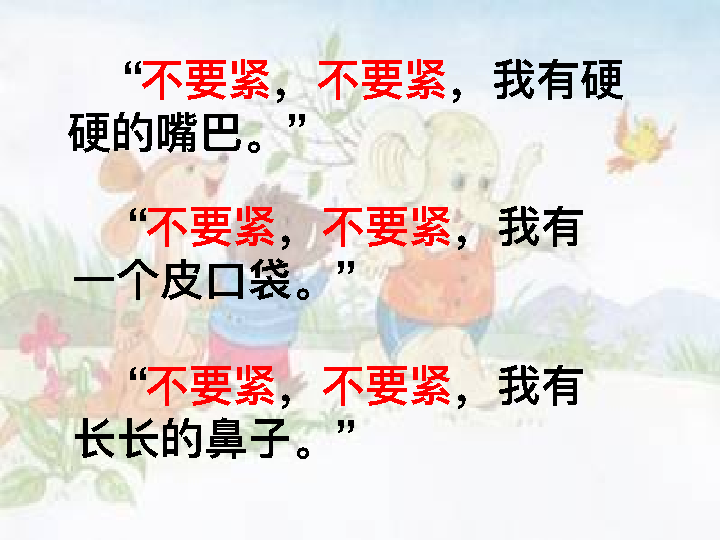 “不要紧，不要紧，我有硬
硬的嘴巴。”
“不要紧，不要紧，我有
一个皮口袋。”
“不要紧，不要紧，我有
长长的鼻子。”